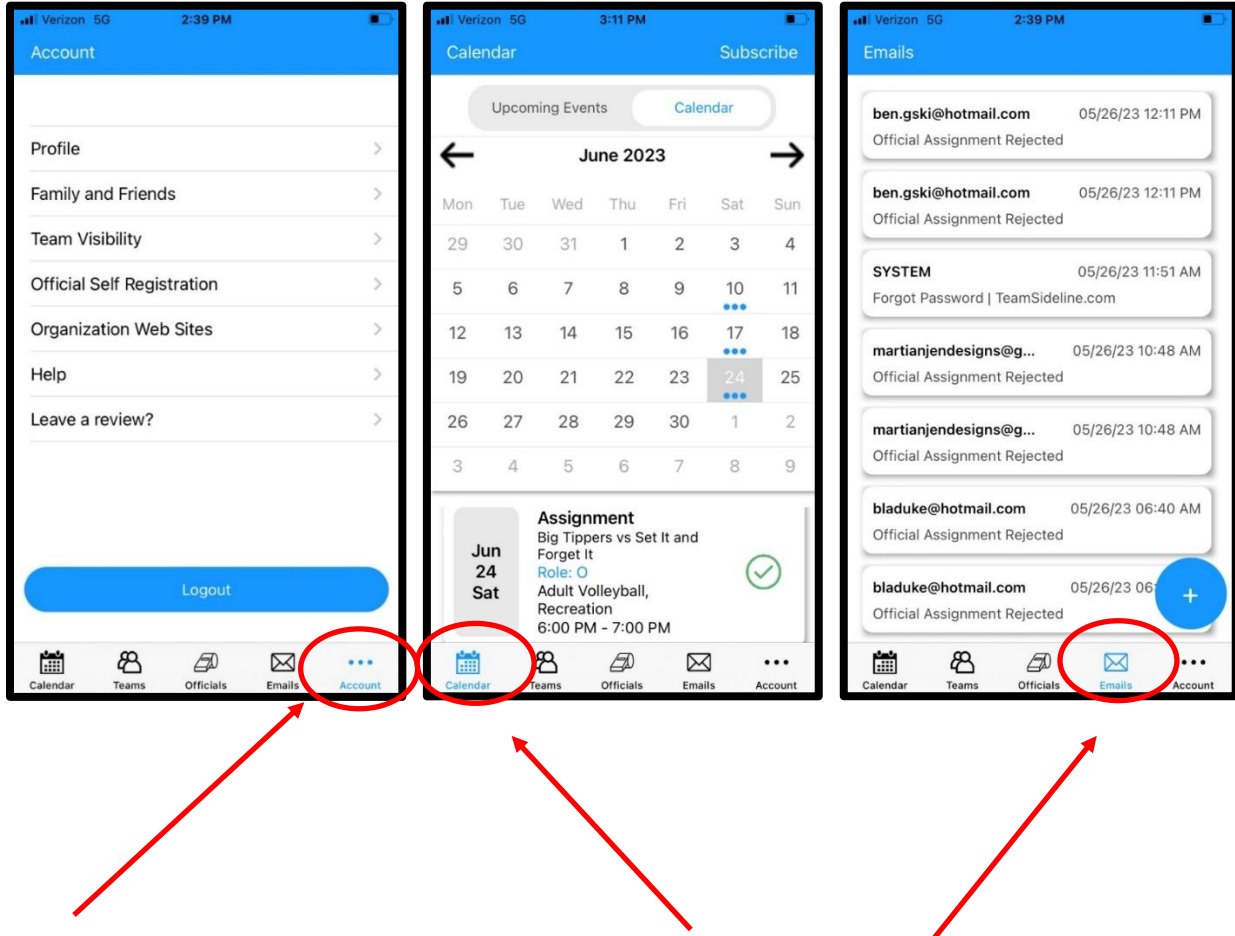 Verizon 5G 2:39 PM
Account
Profile
Family and Friends
Team Visibility
Official Self Registration
Organization Web Sites
Help
Leave a review?
Logout
Calendar Teams Officials Emails Account
Verizon 5G 3:11 PM
Calendar Subscribe
Upcoming Events Calendar
June 2023
Mon Tue Wed Thu Fri Sat Sun
29 30 31 1 2 3 4
5 6 7 8 9 10 11
12 13 14 15 16 17 18
19 20 21 22 23 24 25
26 27 28 29 30 1 2
3 4 5 6 7 8 9
Jun
24
Sat
Assignment
Big Tippers vs Set It and
Forget It
Role: O
Adult Volleyball,
Recreation
6:00 PM - 7:00 PM
Calendar Teams Officials Emails Account
Verizon 5G 2:39 PM
Emails
ben.gski@hotmail.com 05/26/23 12:11 PM
Official Assignment Rejected
ben.gski@hotmail.com 05/26/23 12:11 PM
Official Assignment Rejected
SYSTEM 05/26/23 11:51 AM
Forgot Password | TeamSideline.com
martianjendesigns@g... 05/26/23 10:48 AM
Official Assignment Rejected
martianjendesigns@g... 05/26/23 10:48 AM
Official Assignment Rejected
bladuke@hotmail.com 05/26/23 06:40 AM
Official Assignment Rejected
bladuke@hotmail.com 05/26/23 06:
Official Assignment Rejected
+
Calendar Teams Officials Emails Account